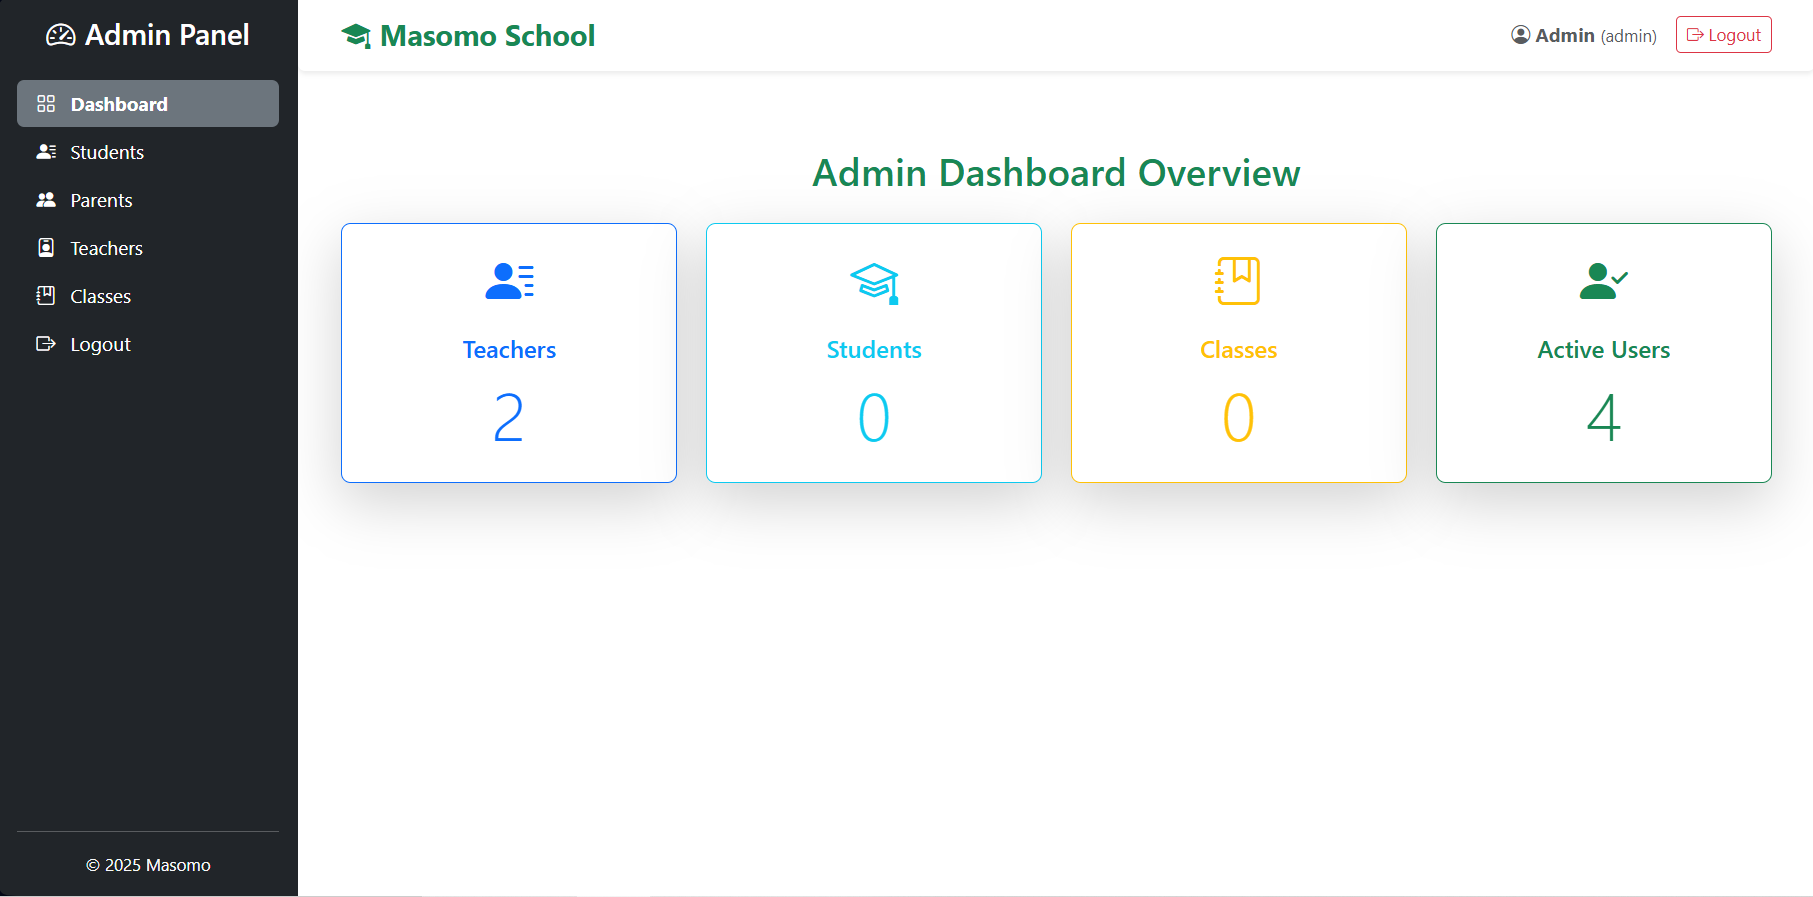 Admin Panel
Dashboard
Students
Parents
Teachers
Classes
Logout
© 2025 Masomo
Masomo School
Admin (admin)
Logout
Admin Dashboard Overview
Teachers
2
Students
0
Classes
0
Active Users
4